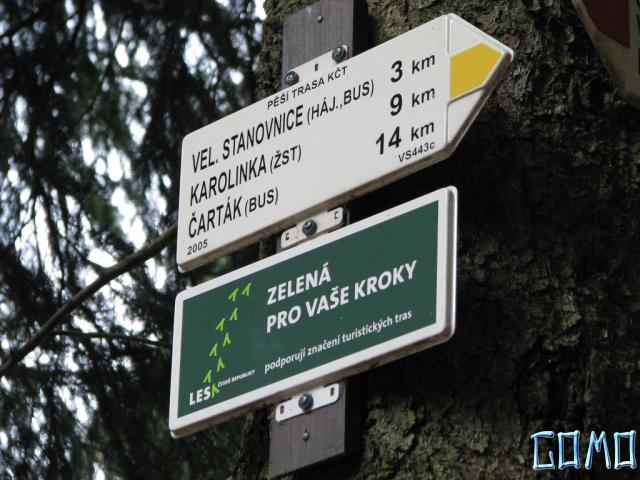 PĚŠÍ TRASA KČT
VEL. STANOVNICE (HÁJ.,BUS) 3 km
KAROLINKA (ŽST) 9 km
ČARTÁK (BUS) 14 km
2005 VS443c
ZELENÁ
PRO VAŠE KROKY
podporují značení turistických tras
LESY ČESKÉ REPUBLIKY
COMO